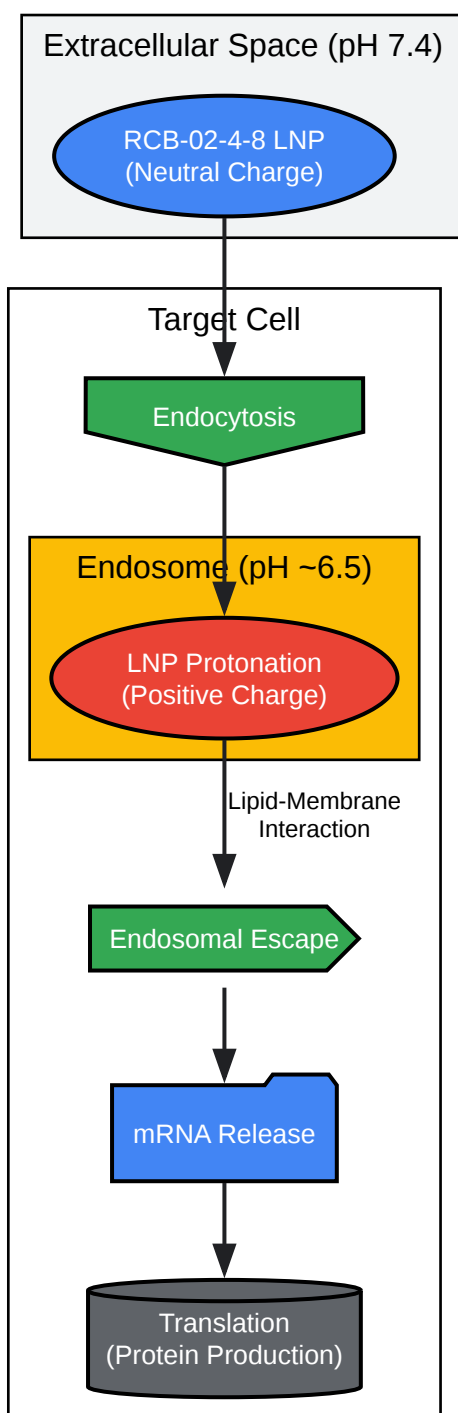 Extracellular Space (pH 7.4)
RCB-02-4-8 LNP
(Neutral Charge)
Target Cell
Endocytosis
Endosome (pH ~6.5)
LNP Protonation
(Positive Charge)
Lipid-Membrane
Interaction
Endosomal Escape
mRNA Release
Translation
(Protein Production)